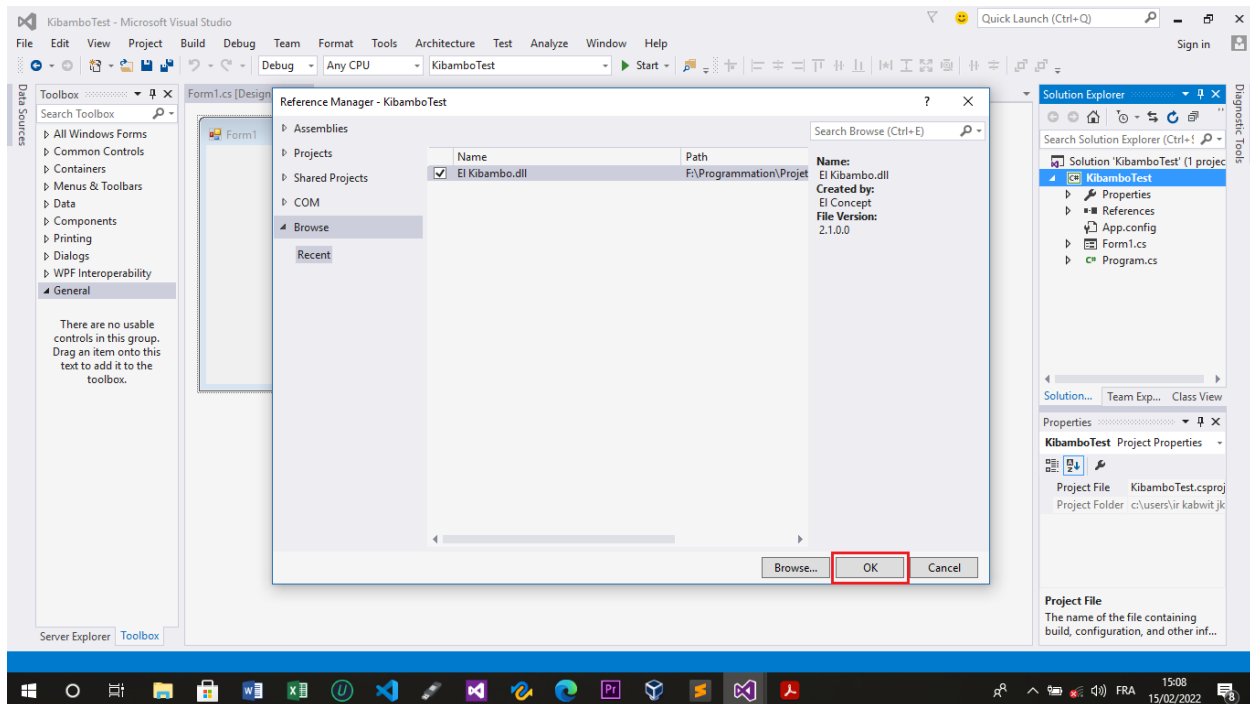 KibamboTest - Microsoft Visual Studio
Quick Launch (Ctrl+Q)
File Edit View Project Build Debug Team Format Tools Architecture Test Analyze Window Help
Sign in
Debug Any CPU KibamboTest Start
Data Sources
Toolbox
Search Toolbox
All Windows Forms
Common Controls
Containers
Menus & Toolbars
Data
Components
Printing
Dialogs
WPF Interoperability
General
There are no usable
controls in this group.
Drag an item onto this
text to add it to the
toolbox.
Server Explorer Toolbox
Form1.cs [Design
Form1
Reference Manager - KibamboTest
? 
Assemblies
Projects
Shared Projects
COM
Browse
Recent
Name Path
El Kibambo.dll F:\Programmation\Projet
Search Browse (Ctrl+E)
Name:
El Kibambo.dll
Created by:
El Concept
File Version:
2.1.0.0
Browse... OK Cancel
Solution Explorer
Search Solution Explorer (Ctrl+
Solution 'KibamboTest' (1 projec
C# KibamboTest
Properties
References
App.config
Form1.cs
C# Program.cs
Solution... Team Exp... Class View
Properties
KibamboTest Project Properties
Project File KibamboTest.csproj
Project Folder c:\users\ir kabwit jk
Project File
The name of the file containing
build, configuration, and other inf...
Diagnostic Tools
FRA
15:08
15/02/2022
8